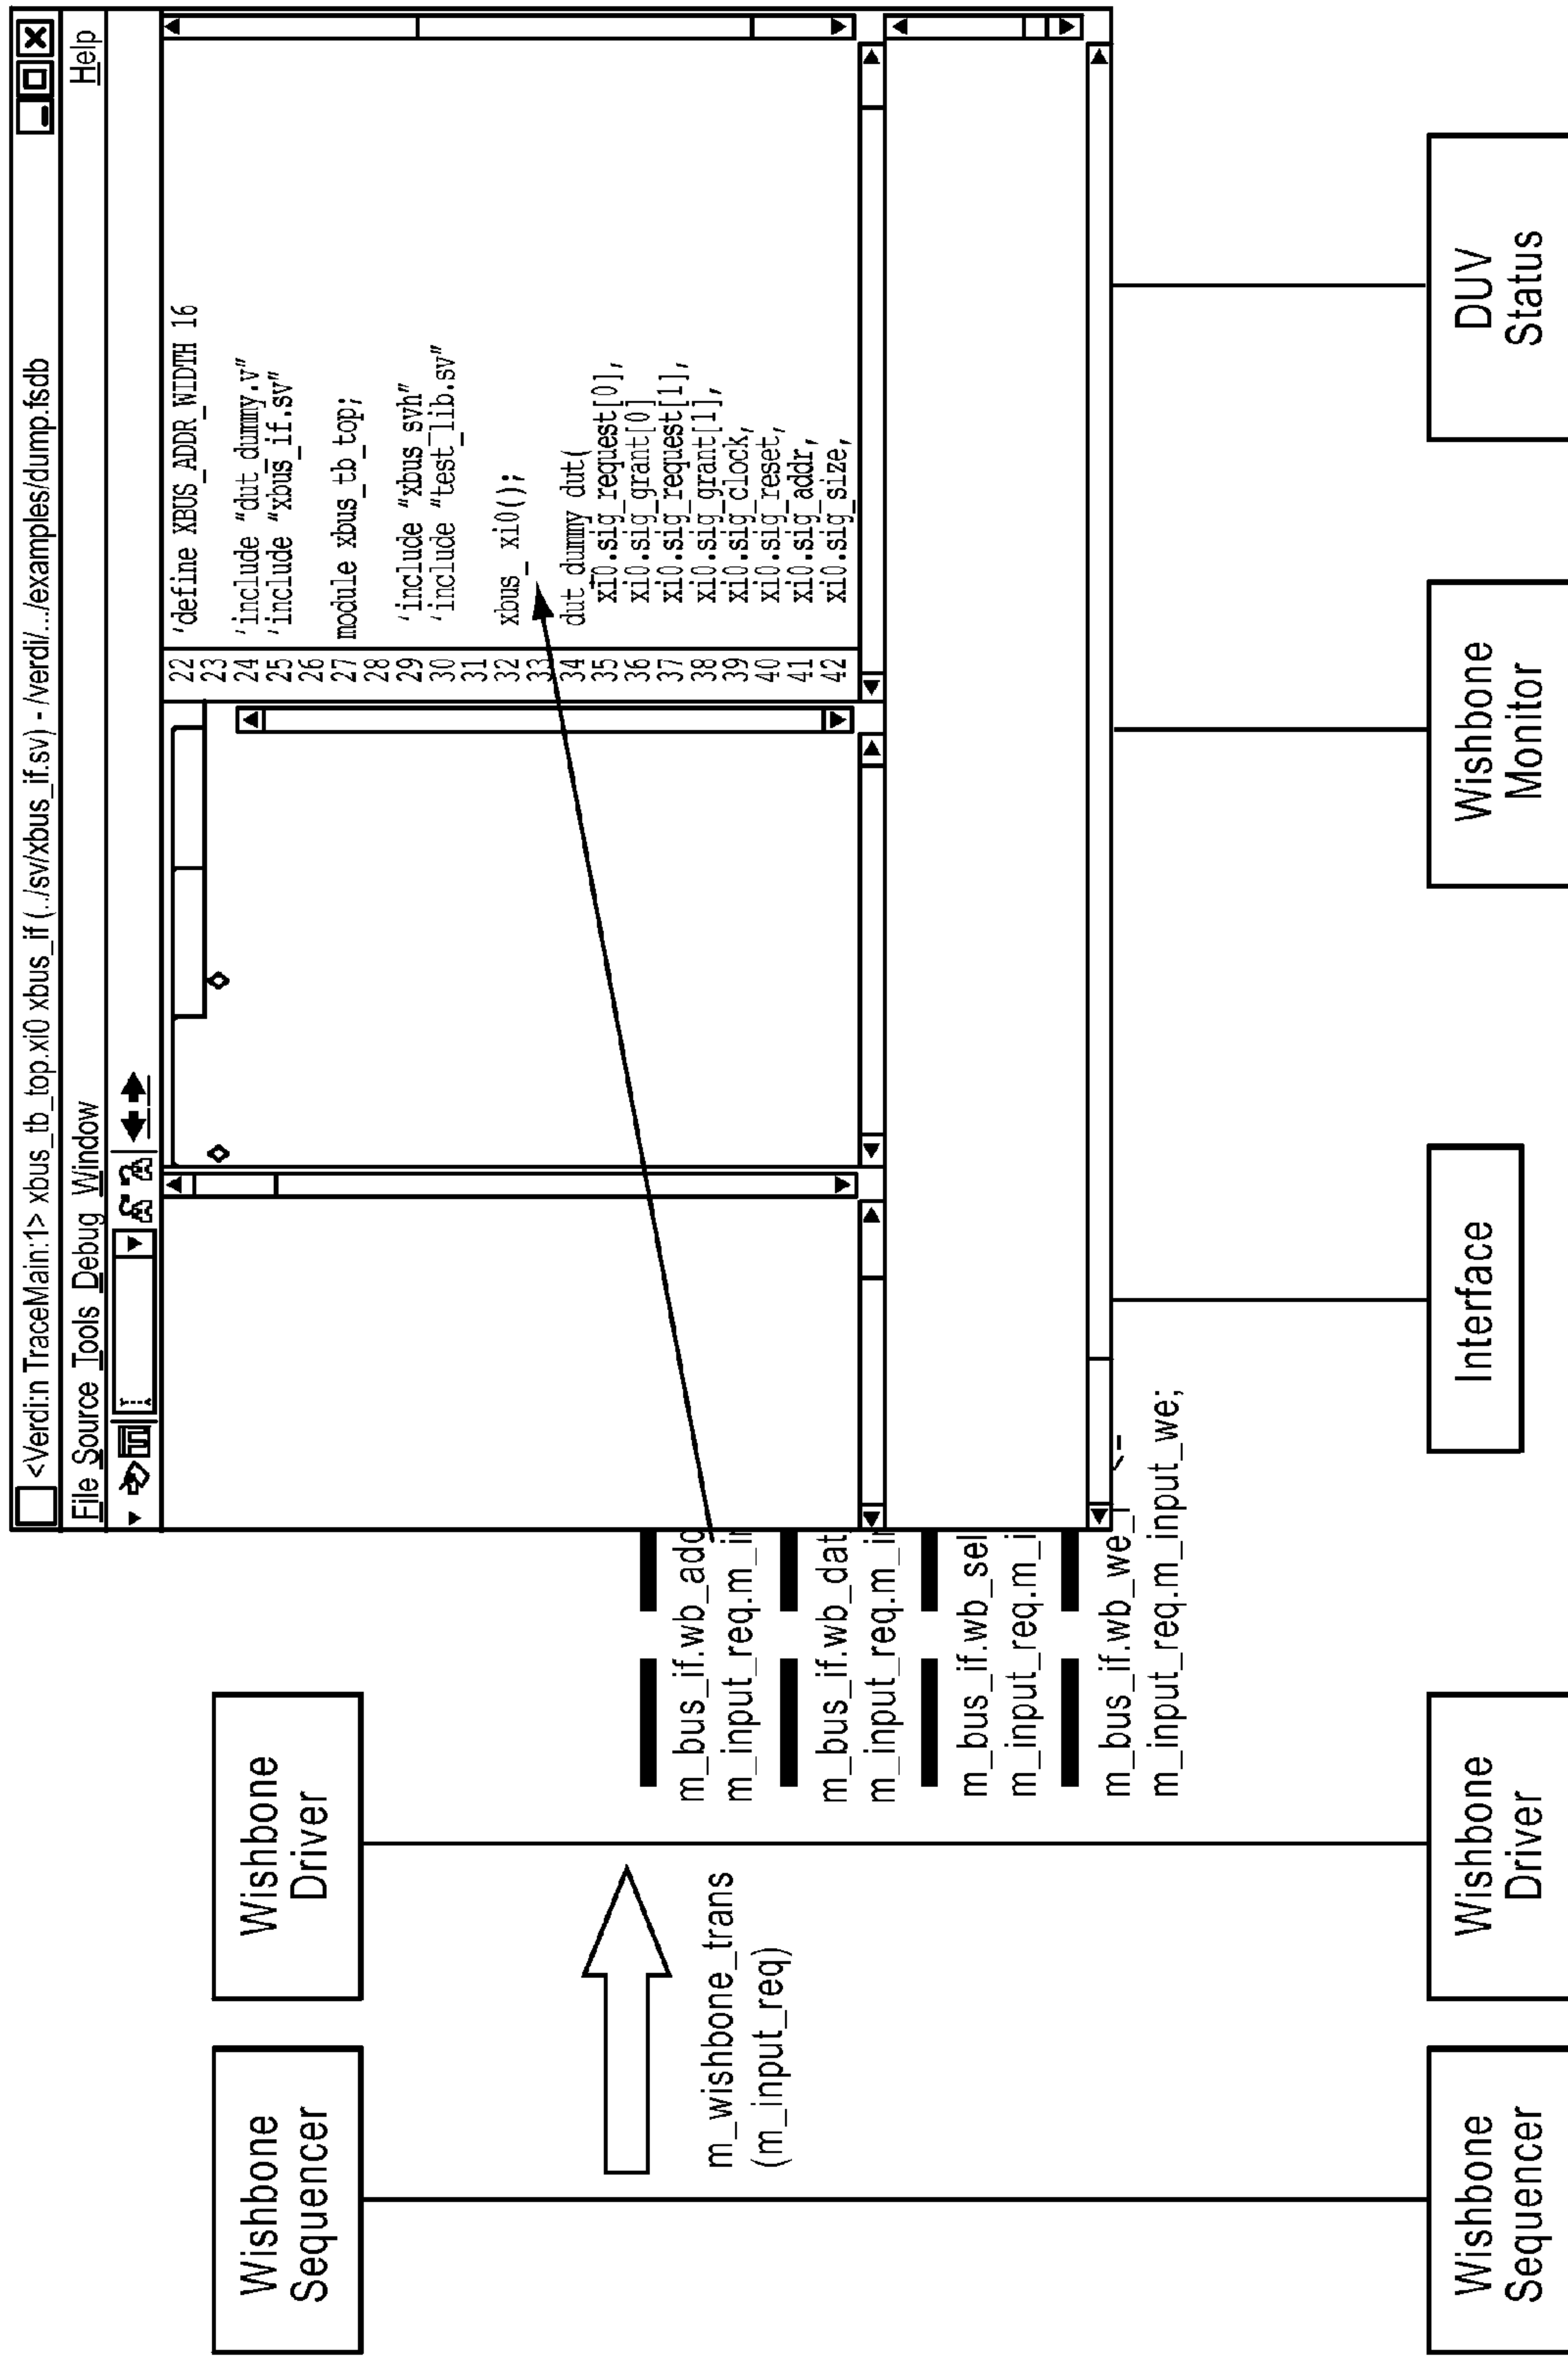 <Verdi:n TraceMain:1> xbus_tb_top.xi0 xbus_if (../sv/xbus_if.sv) - /verdi/.../examples/dump.fsdb
File Source Tools Debug Window
Help
22 'define XBUS_ADDR_WIDTH 16
23
24 'include "dut_dummy.v"
25 'include "xbus_if.sv"
26
27 module xbus_tb_top;
28
29 'include "xbus_svh"
30 'include "test_lib.sv"
31
32 xbus_ xi0();
33
34 dut_dummy dut(
35 xi0.sig_request[0],
36 xi0.sig_grant[0]
37 xi0.sig_request[1],
38 xi0.sig_grant[1],
39 xi0.sig_clock,
40 xi0.sig_reset,
41 xi0.sig_addr,
42 xi0.sig_size,
Wishbone
Sequencer
Wishbone
Driver
m_wishbone_trans
(m_input_req)
m_bus_if.wb_add
m_input_req.m_i
m_bus_if.wb_dat
m_input_req.m_i
m_bus_if.wb_sel
m_input_req.m_i
m_bus_if.wb_we_
m_input_req.m_input_we;
Wishbone
Sequencer
Wishbone
Driver
Interface
Wishbone
Monitor
DUV
Status